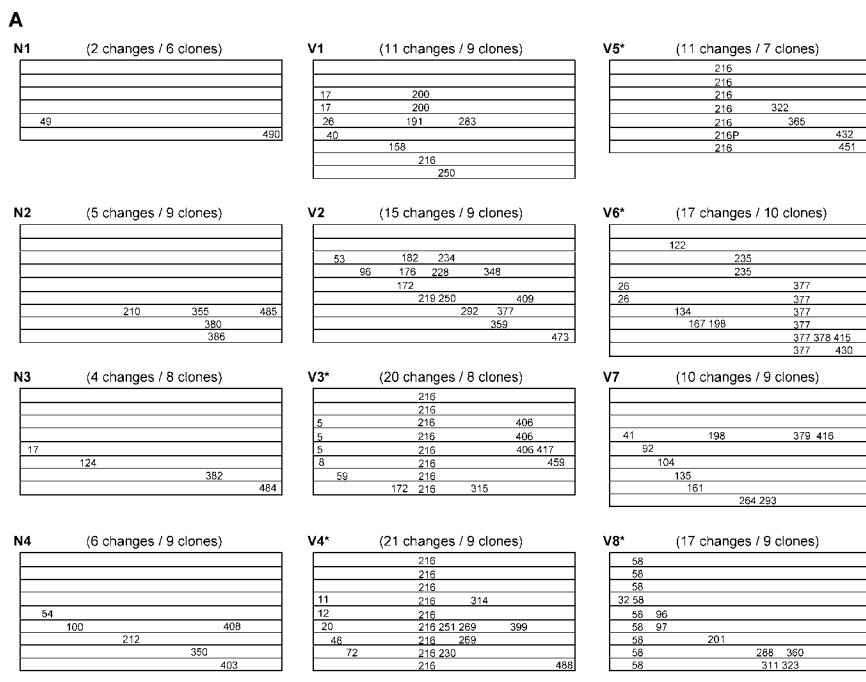 A
N1 (2 changes / 6 clones)
49
490
V1 (11 changes / 9 clones)
17 200
17 200
26 191 283
40
158
216
250
V5* (11 changes / 7 clones)
216
216
216
216 322
216 365
216P 432
216 451
N2 (5 changes / 9 clones)
210 355 485
380
386
V2 (15 changes / 9 clones)
53 182 234
96 176 228 348
172
219 250 409
292 377
359
473
V6* (17 changes / 10 clones)
122
235
235
26 377
26 377
134 377
167 198 377
377 378 415
377 430
N3 (4 changes / 8 clones)
17
124
382
484
V3* (20 changes / 8 clones)
216
216
5 216 406
5 216 406
5 216 406 417
8 216 459
59 216
172 216 315
V7 (10 changes / 9 clones)
41 198 379 416
92
104
135
161
264 293
N4 (6 changes / 9 clones)
54
100 408
212
350
403
V4* (21 changes / 9 clones)
216
216
216
11 216 314
12 216
20 216 251 269 399
48 216 269
72 216 230
216 488
V8* (17 changes / 9 clones)
58
58
58
32 58
58 96
58 97
58 201
58 288 360
58 311 323